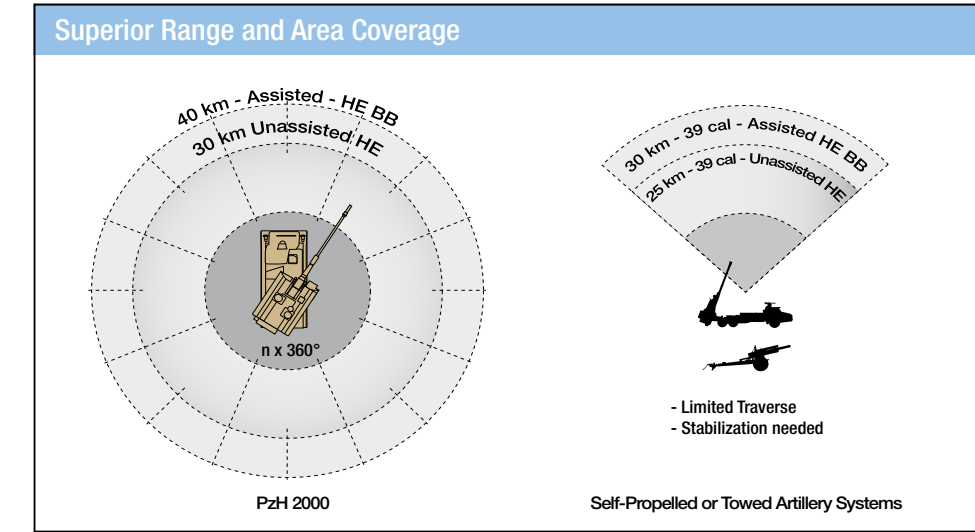 Superior Range and Area Coverage
40 km - Assisted - HE BB
30 km Unassisted HE
n x 360°
PzH 2000
30 km - 39 cal - Assisted HE BB
25 km - 39 cal - Unassisted HE
- Limited Traverse
- Stabilization needed
Self-Propelled or Towed Artillery Systems